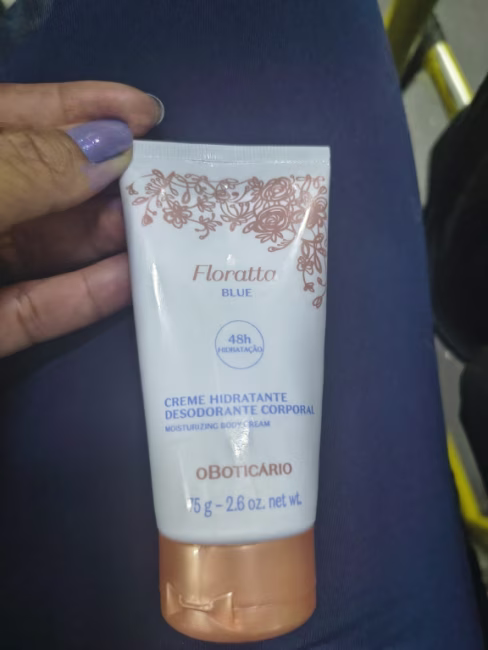 Floratta
BLUE
48h
HIDRATAÇÃO
CREME HIDRATANTE
DESODORANTE CORPORAL
MOISTURIZING BODY CREAM
OBOTICÁRIO
75 g – 2.6 oz. net wt.